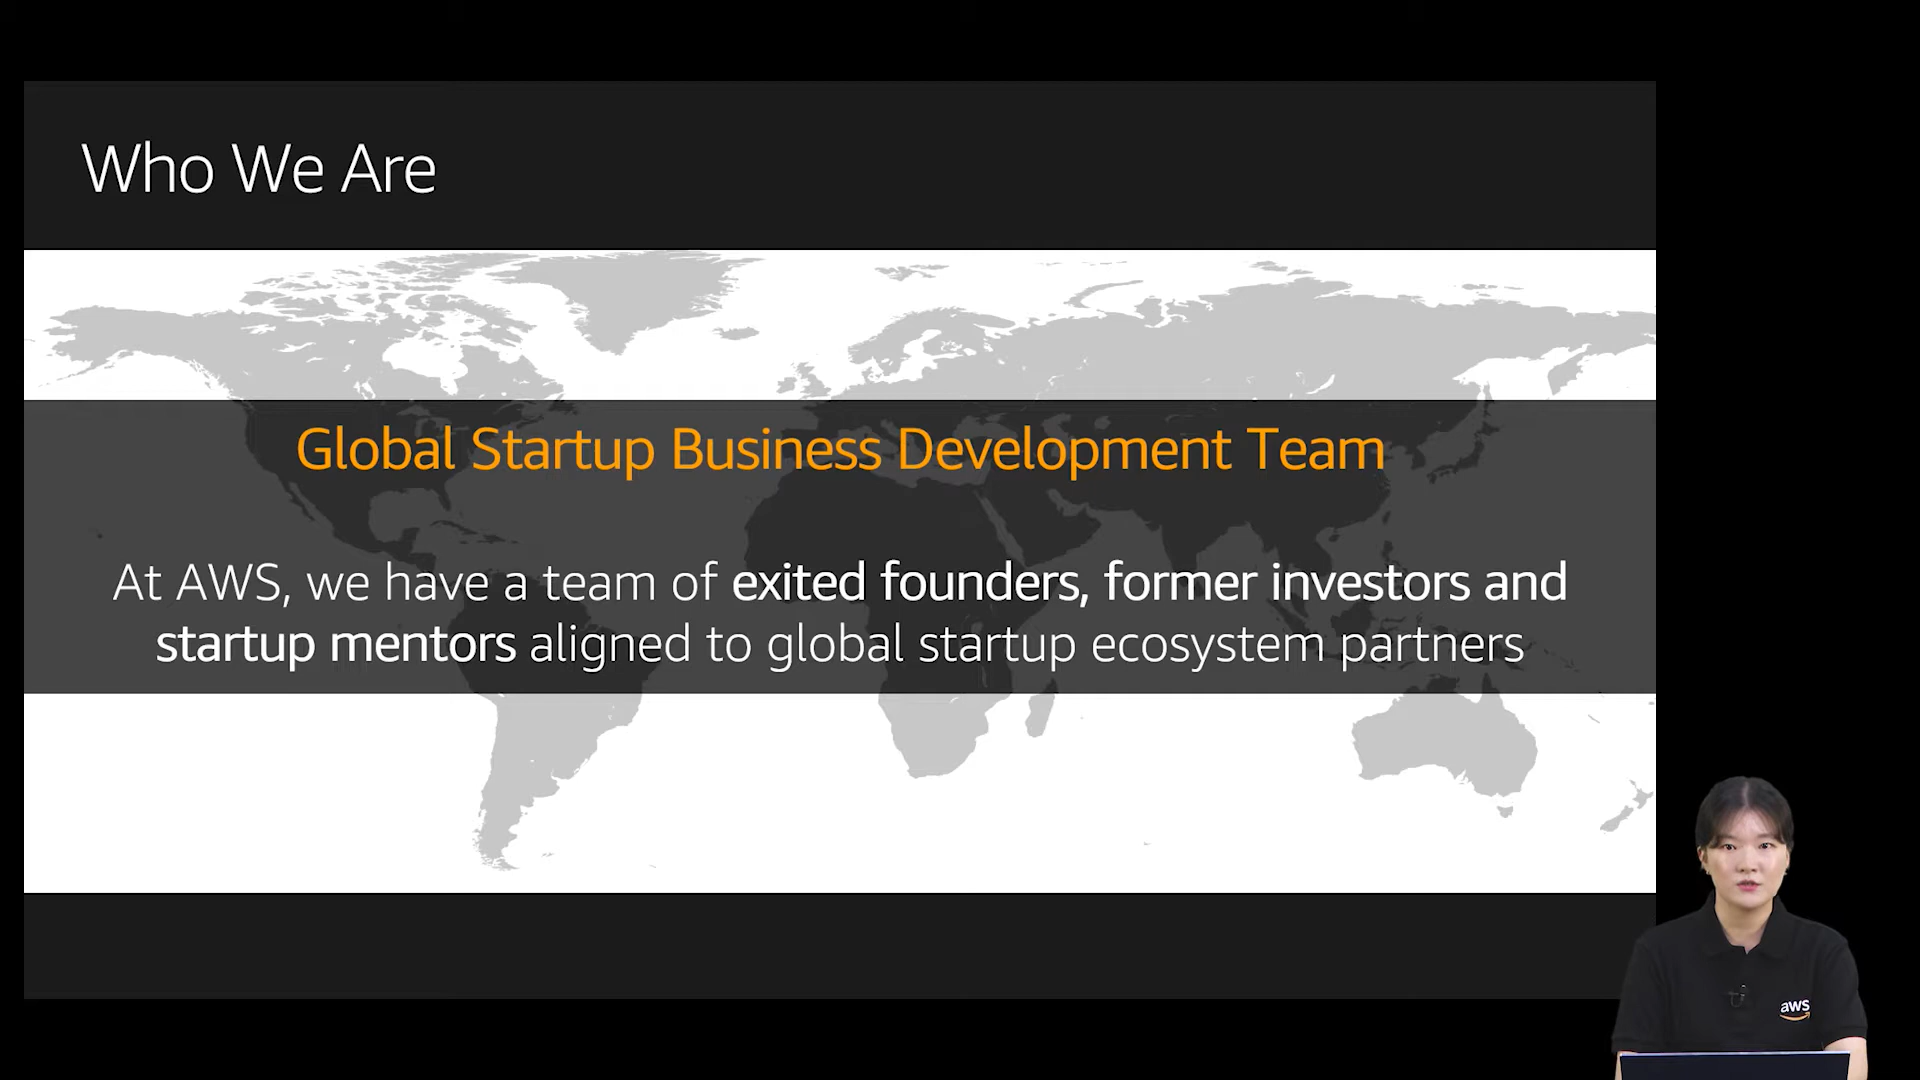 Who We Are
Global Startup Business Development Team
At AWS, we have a team of exited founders, former investors and
startup mentors aligned to global startup ecosystem partners
aws